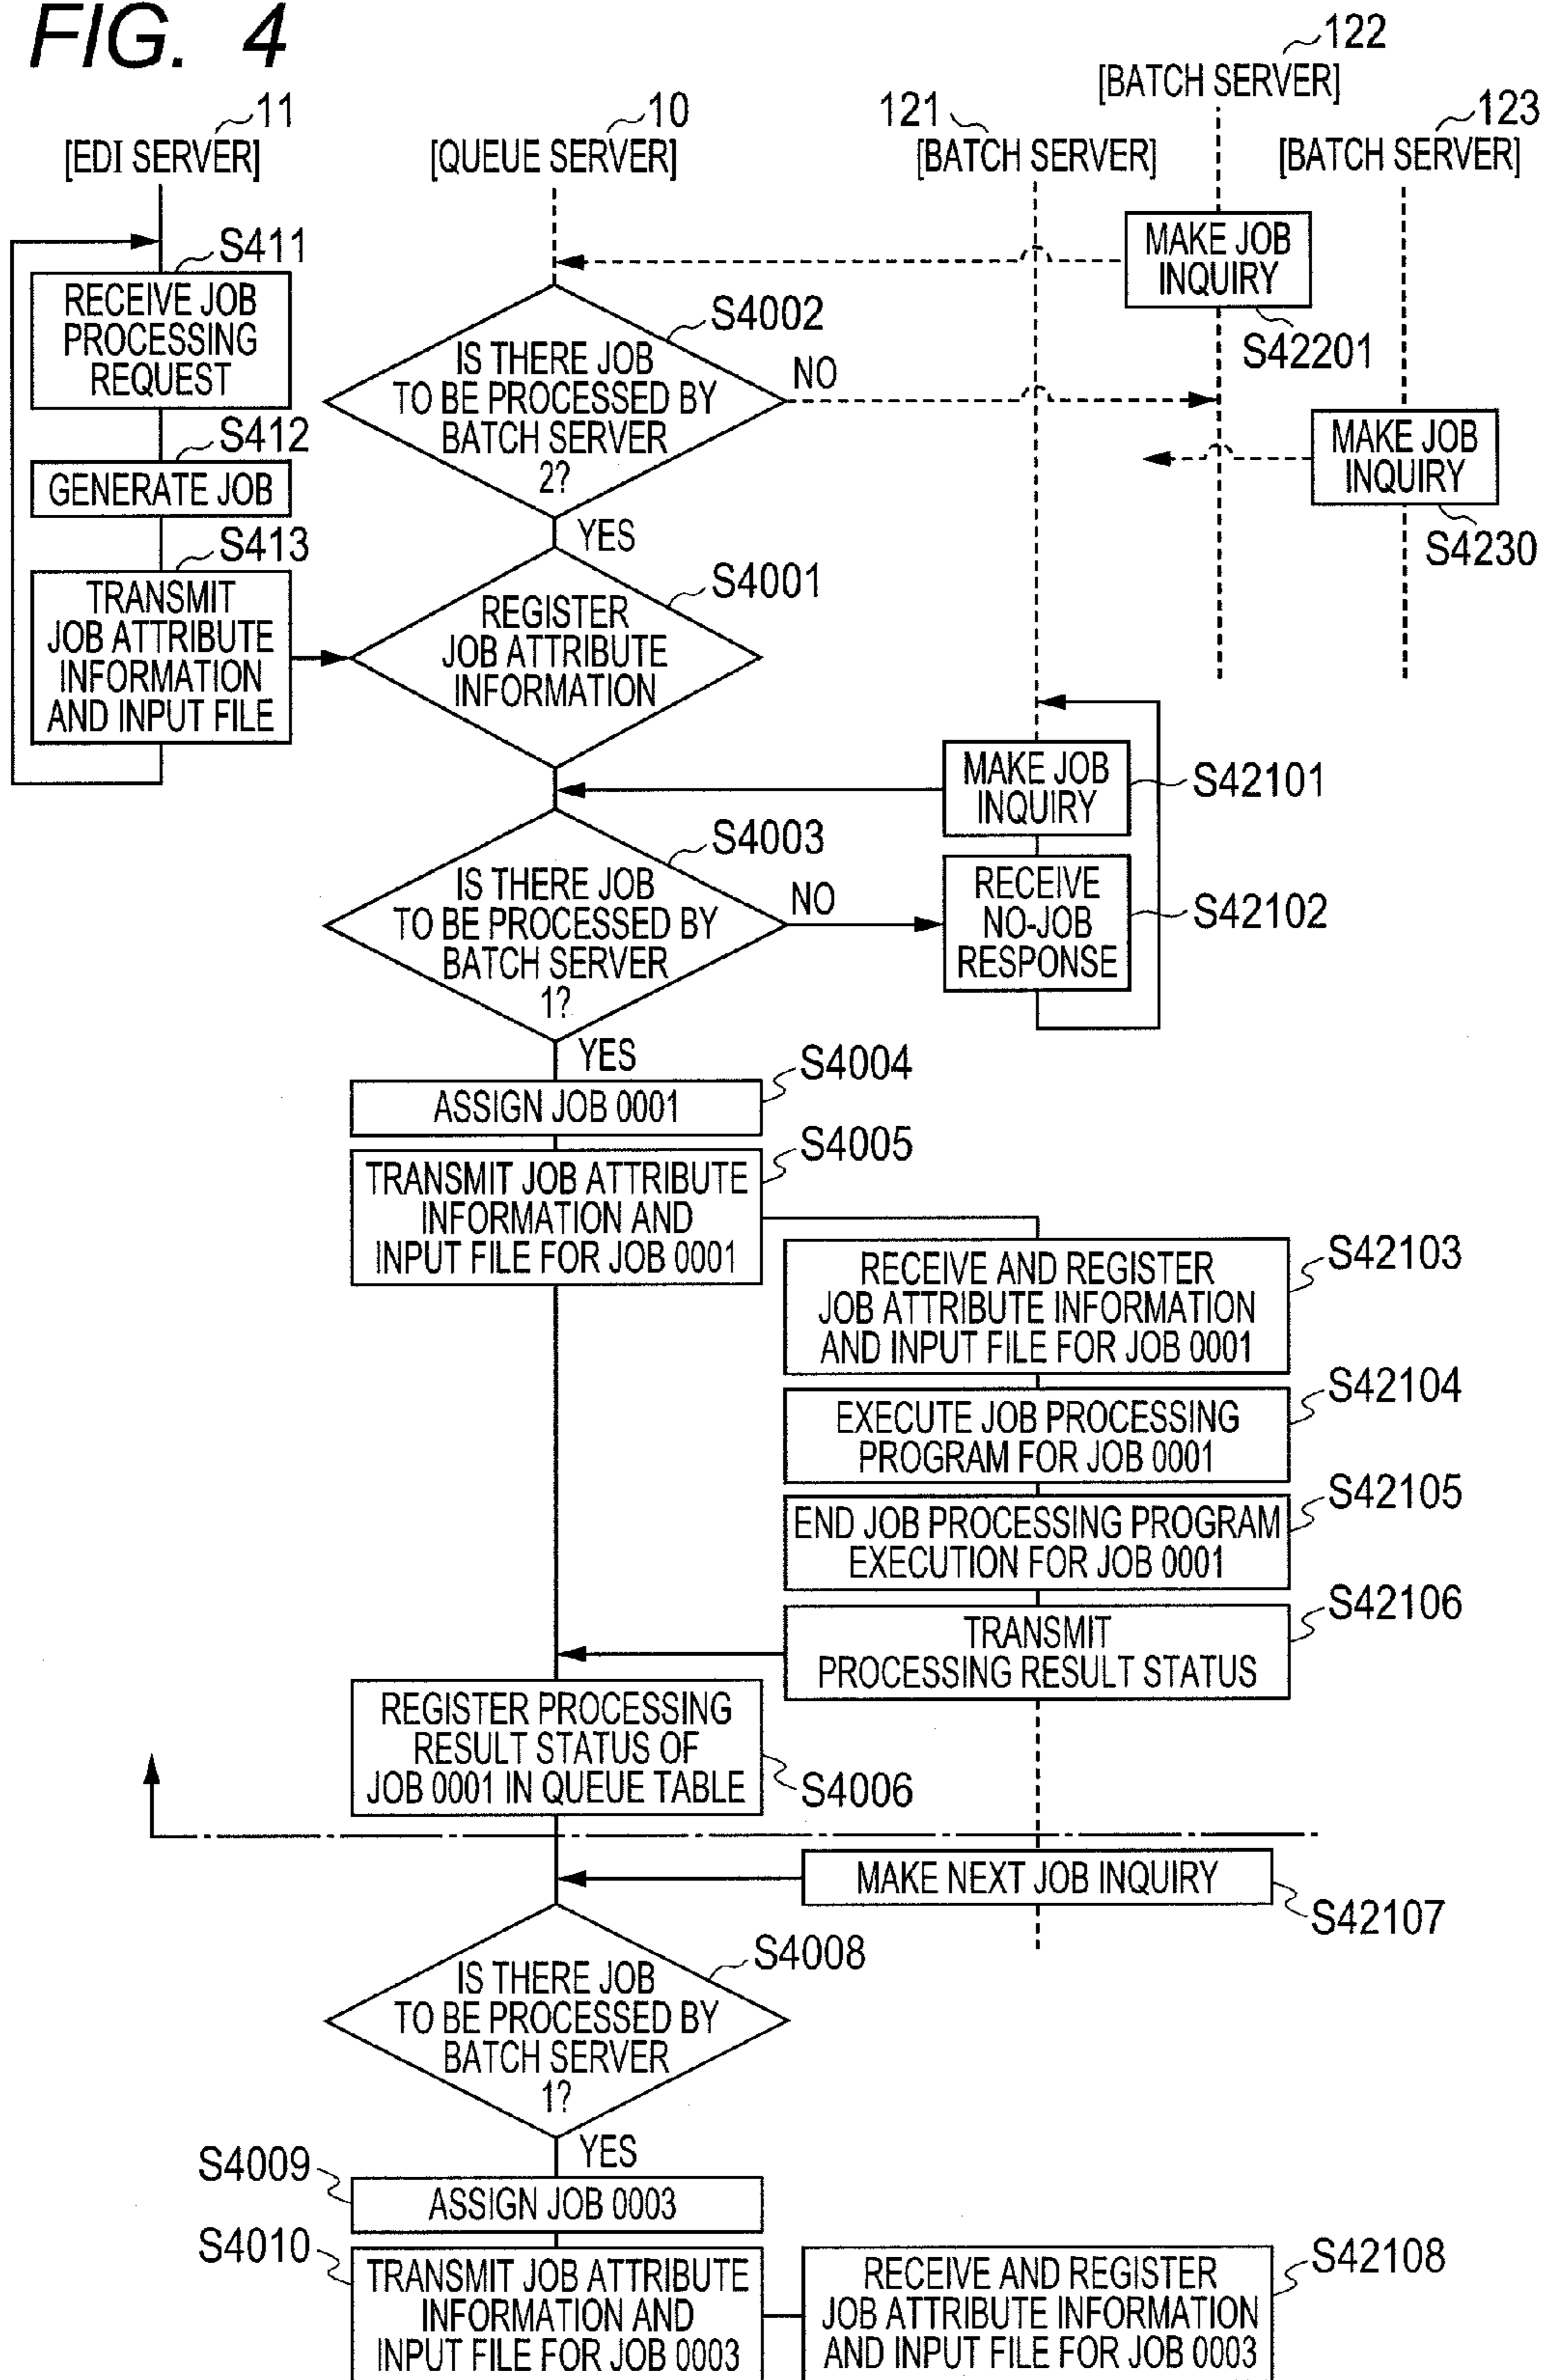 FIG. 4
122
[BATCH SERVER]
11
[EDI SERVER]
10
[QUEUE SERVER]
121
[BATCH SERVER]
123
[BATCH SERVER]
MAKE JOB
INQUIRY
S42201
S411
RECEIVE JOB
PROCESSING
REQUEST
S4002
IS THERE JOB
TO BE PROCESSED BY
BATCH SERVER
2?
NO
YES
MAKE JOB
INQUIRY
S4230
S412
GENERATE JOB
S413
TRANSMIT
JOB ATTRIBUTE
INFORMATION
AND INPUT FILE
S4001
REGISTER
JOB ATTRIBUTE
INFORMATION
MAKE JOB
INQUIRY
S42101
S4003
IS THERE JOB
TO BE PROCESSED BY
BATCH SERVER
1?
NO
RECEIVE
NO-JOB
RESPONSE
S42102
YES
S4004
ASSIGN JOB 0001
S4005
TRANSMIT JOB ATTRIBUTE
INFORMATION AND
INPUT FILE FOR JOB 0001
RECEIVE AND REGISTER
JOB ATTRIBUTE INFORMATION
AND INPUT FILE FOR JOB 0001
S42103
EXECUTE JOB PROCESSING
PROGRAM FOR JOB 0001
S42104
END JOB PROCESSING PROGRAM
EXECUTION FOR JOB 0001
S42105
TRANSMIT
PROCESSING RESULT STATUS
S42106
REGISTER PROCESSING
RESULT STATUS OF
JOB 0001 IN QUEUE TABLE
S4006
MAKE NEXT JOB INQUIRY
S42107
S4008
IS THERE JOB
TO BE PROCESSED BY
BATCH SERVER
1?
YES
S4009
ASSIGN JOB 0003
S4010
TRANSMIT JOB ATTRIBUTE
INFORMATION AND
INPUT FILE FOR JOB 0003
RECEIVE AND REGISTER
JOB ATTRIBUTE INFORMATION
AND INPUT FILE FOR JOB 0003
S42108